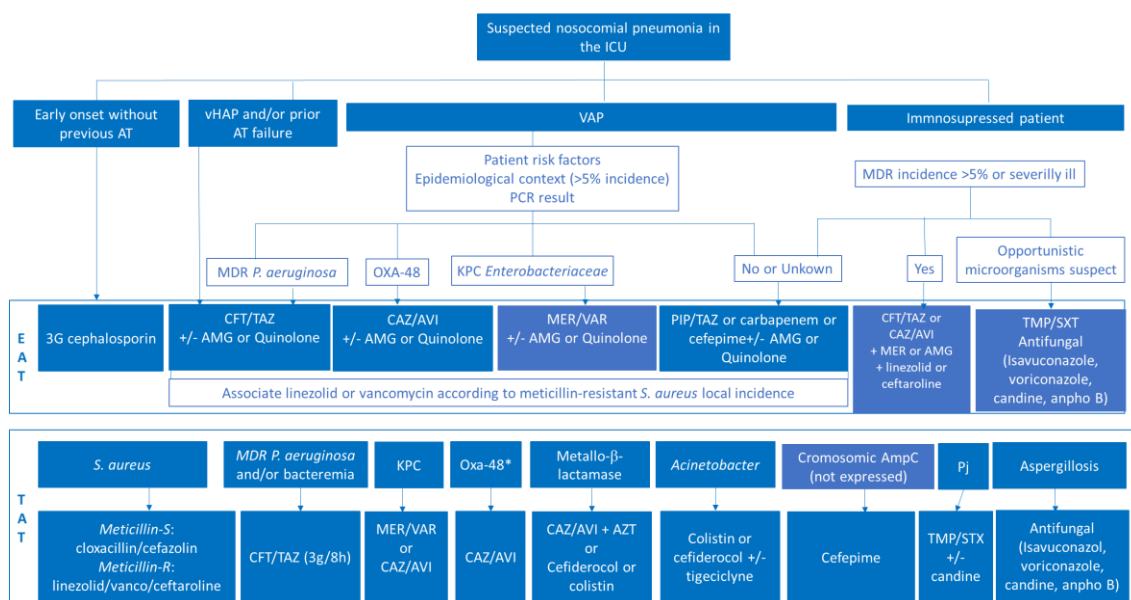 Suspected nosocomial pneumonia in
the ICU
Early onset without
previous AT
vHAP and/or prior
AT failure
VAP
Immnosupressed patient
Patient risk factors
Epidemiological context (>5% incidence)
PCR result
MDR incidence >5% or severilly ill
MDR P. aeruginosa
OXA-48
KPC Enterobacteriaceae
No or Unkown
Yes
Opportunistic
microorganisms suspect
E
A
T
3G cephalosporin
CFT/TAZ
+/- AMG or Quinolone
CAZ/AVI
+/- AMG or Quinolone
MER/VAR
+/- AMG or Quinolone
PIP/TAZ or carbapenem or
cefepime+/- AMG or
Quinolone
CFT/TAZ or
CAZ/AVI
+ MER or AMG
+ linezolid or
ceftaroline
TMP/SXT
Antifungal
(Isavuconazole,
voriconazole,
candine, anpho B)
Associate linezolid or vancomycin according to meticillin-resistant S. aureus local incidence
T
A
T
S. aureus
MDR P. aeruginosa
and/or bacteremia
KPC
Oxa-48*
Metallo-β-
lactamase
Acinetobacter
Cromosomic AmpC
(not expressed)
Pj
Aspergillosis
Meticillin-S:
cloxacillin/cefazolin
Meticillin-R:
linezolid/vanco/ceftaroline
CFT/TAZ (3g/8h)
MER/VAR
or
CAZ/AVI
CAZ/AVI
CAZ/AVI + AZT
or
Cefiderocol or
colistin
Colistin or
cefiderocol +/-
tigeciclyne
Cefepime
TMP/STX
+/-
candine
Antifungal
(Isavuconazol,
voriconazole,
candine, anpho B)